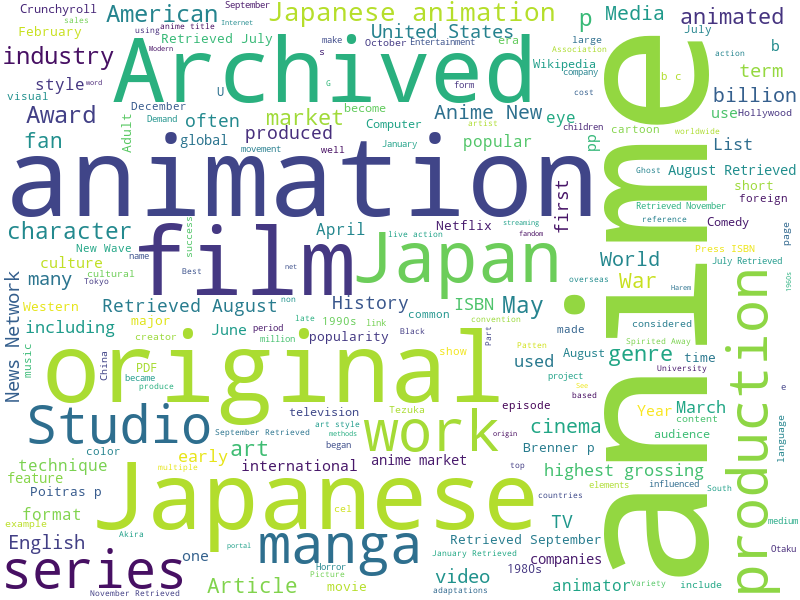 Crunchyroll
American
September
Japanese animation
p
Media
animated
sales
Internet
anime title
using
February
Retrieved July
United States
era
large
July
make
s
October
Entertainment
Association
action
industry
Archived
anime
Wikipedia
b
company
b c
Modern
word
U
G
form
cost
Hollywood
style
visual
term
billion
December
Demand
become
Award
market
Anime New
eye
use
often
Computer
artist
children
cartoon
worldwide
fan
Adult
global
produced
popular
pp
List
movement
well
January
animation
Ghost
August Retrieved
short
foreign
first
Retrieved November
reference
Comedy
page
character
success
April
Netflix
streaming
New Wave
name
film
live action
fandom
Japan
World
Press ISBN
culture
Best
overseas
July Retrieved
many
cultural
Tokyo
net
War
Harem
1960s
News Network
Retrieved August
non
History
common
ISBN
May
production
Western
major
late
1990s
link
convention
made
considered
including
June
period
Black
Part
Spirited Away
creator
million
popularity
music
original
show
Patten
August
genre
time
PDF
used
University
China
became
produce
project
based
Sex
e
Studio
television
Tezuka
episode
Year
March
content
September Retrieved
art style
methods
work
cinema
audience
language
color
early
art
began
origin
Brenner p
technique
multiple
international
anime market
top
highest grossing
feature
elements
influenced
South
Poitras p
Japanese
countries
format
cel
TV
medium
example
Akira
English
portal
manga
Retrieved September
Otaku
Horror
January Retrieved
companies
series
one
Picture
1980s
video
animator
Variety
include
Article
movie
adaptations
November Retrieved